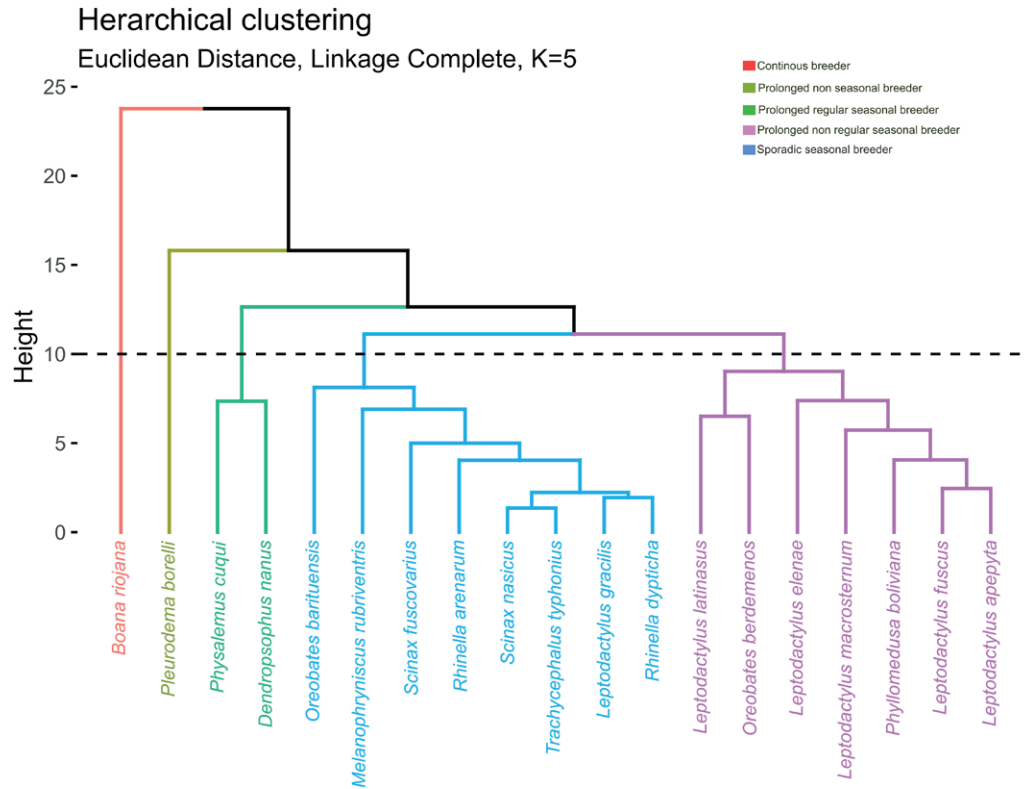 Herarchical clustering
Euclidean Distance, Linkage Complete, K=5
Continous breeder
Prolonged non seasonal breeder
Prolonged regular seasonal breeder
Prolonged non regular seasonal breeder
Sporadic seasonal breeder
Height
25
20
15
10
5
0
Boana riojana
Pleurodema borelli
Physalemus cuqui
Dendropsophus nanus
Oreobates barituensis
Melanophryniscus rubriventris
Scinax fuscovarius
Rhinella arenarum
Scinax nasicus
Trachycephalus typhonius
Leptodactylus gracilis
Rhinella dypticha
Leptodactylus latinasus
Oreobates berdemenos
Leptodactylus elenae
Leptodactylus macrosternum
Phyllomedusa boliviana
Leptodactylus fuscus
Leptodactylus apepyta